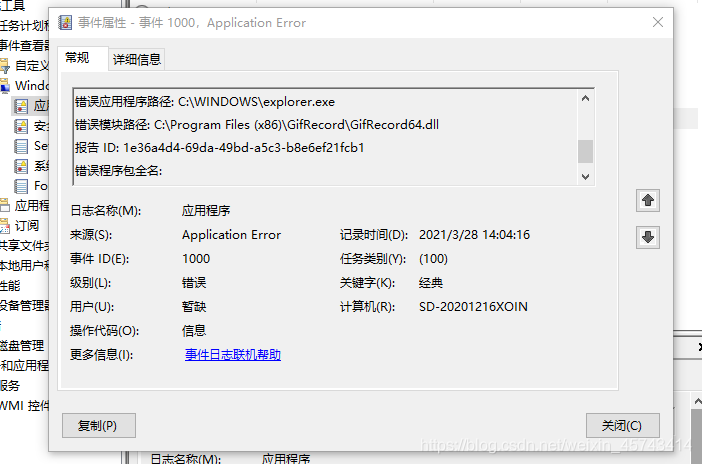 工具
任务计划程
事件查看器
自定义
Windo
应用
安全
Set
系统
Fo
应用程
订阅
共享文件夹
本地用户和
性能
设备管理器
磁盘管理
和应用程
服务
WMI 控件
事件属性 - 事件 1000，Application Error
常规
详细信息
错误应用程序路径: C:\WINDOWS\explorer.exe
错误模块路径: C:\Program Files (x86)\GifRecord\GifRecord64.dll
报告 ID: 1e36a4d4-69da-49bd-a5c3-b8e6ef21fcb1
错误程序包全名:
日志名称(M): 应用程序
来源(S): Application Error 记录时间(D): 2021/3/28 14:04:16
事件 ID(E): 1000 任务类别(Y): (100)
级别(L): 错误 关键字(K): 经典
用户(U): 暂缺 计算机(R): SD-20201216XOIN
操作代码(O): 信息
更多信息(I): 事件日志联机帮助
复制(P)
关闭(C)
日志名称(M): 应用程序
https://blog.csdn.net/weixin_45743414